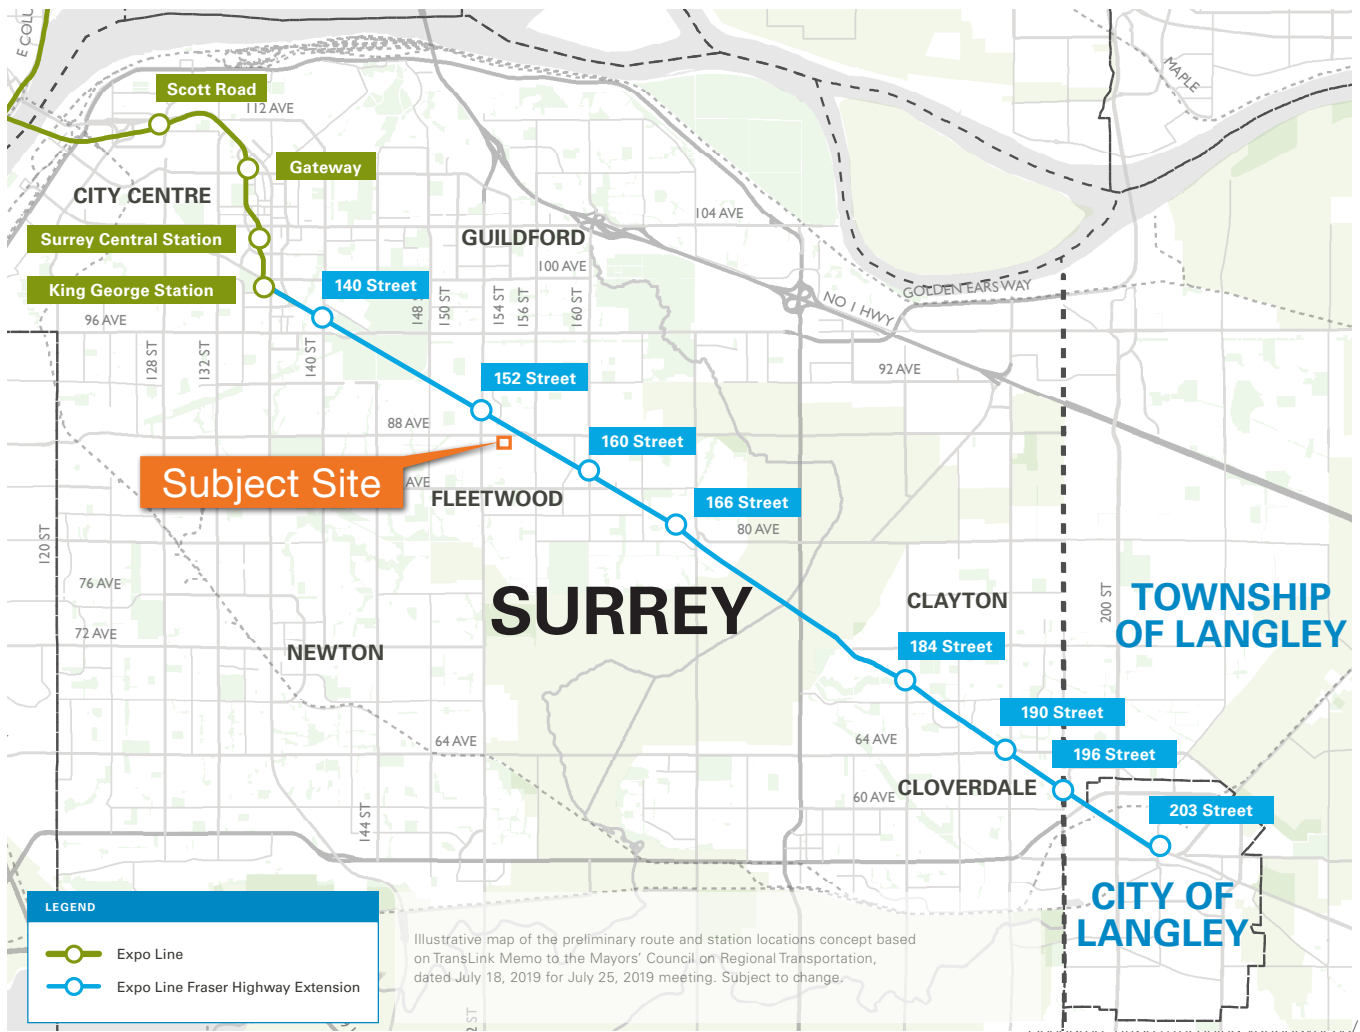 E COLU
MAPLE
Scott Road
112 AVE
Gateway
CITY CENTRE
104 AVE
Surrey Central Station
GUILDFORD
100 AVE
King George Station
140 Street
GOLDEN EARS WAY
NO 1 HWY
96 AVE
148 S
150 ST
154 ST
156 ST
160 ST
128 ST
132 ST
140 ST
152 Street
92 AVE
88 AVE
160 Street
Subject Site
AVE
FLEETWOOD
166 Street
80 AVE
120 ST
76 AVE
SURREY
CLAYTON
200 ST
TOWNSHIP
OF LANGLEY
72 AVE
NEWTON
184 Street
190 Street
64 AVE
64 AVE
196 Street
CLOVERDALE
60 AVE
203 Street
144 ST
CITY OF
LANGLEY
LEGEND
Expo Line
Expo Line Fraser Highway Extension
Illustrative map of the preliminary route and station locations concept based
on TransLink Memo to the Mayors' Council on Regional Transportation,
dated July 18, 2019 for July 25, 2019 meeting. Subject to change.
2 ST